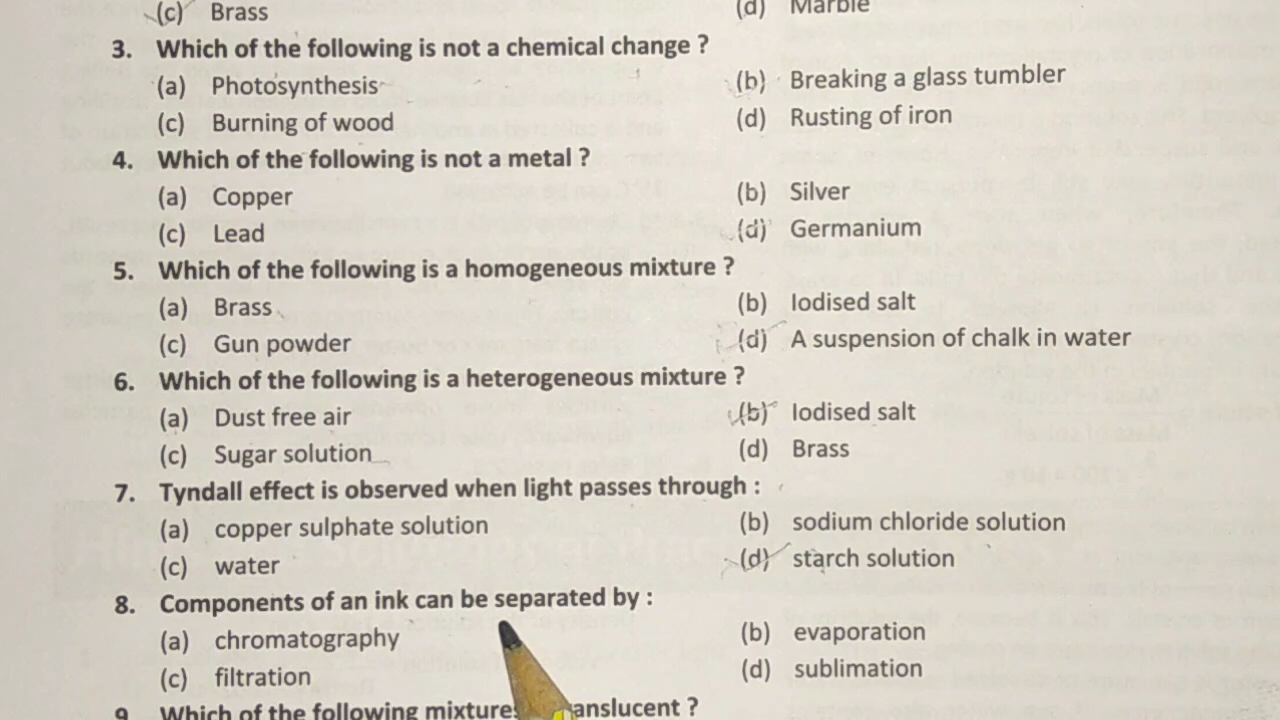 (c) Brass (d) Marble
3. Which of the following is not a chemical change ?
(a) Photosynthesis (b) Breaking a glass tumbler
(c) Burning of wood (d) Rusting of iron
4. Which of the following is not a metal ?
(a) Copper (b) Silver
(c) Lead (d) Germanium
5. Which of the following is a homogeneous mixture ?
(a) Brass (b) Iodised salt
(c) Gun powder (d) A suspension of chalk in water
6. Which of the following is a heterogeneous mixture ?
(a) Dust free air (b) Iodised salt
(c) Sugar solution (d) Brass
7. Tyndall effect is observed when light passes through :
(a) copper sulphate solution (b) sodium chloride solution
(c) water (d) starch solution
8. Components of an ink can be separated by :
(a) chromatography (b) evaporation
(c) filtration (d) sublimation
9 Which of the following mixtures anslucent ?